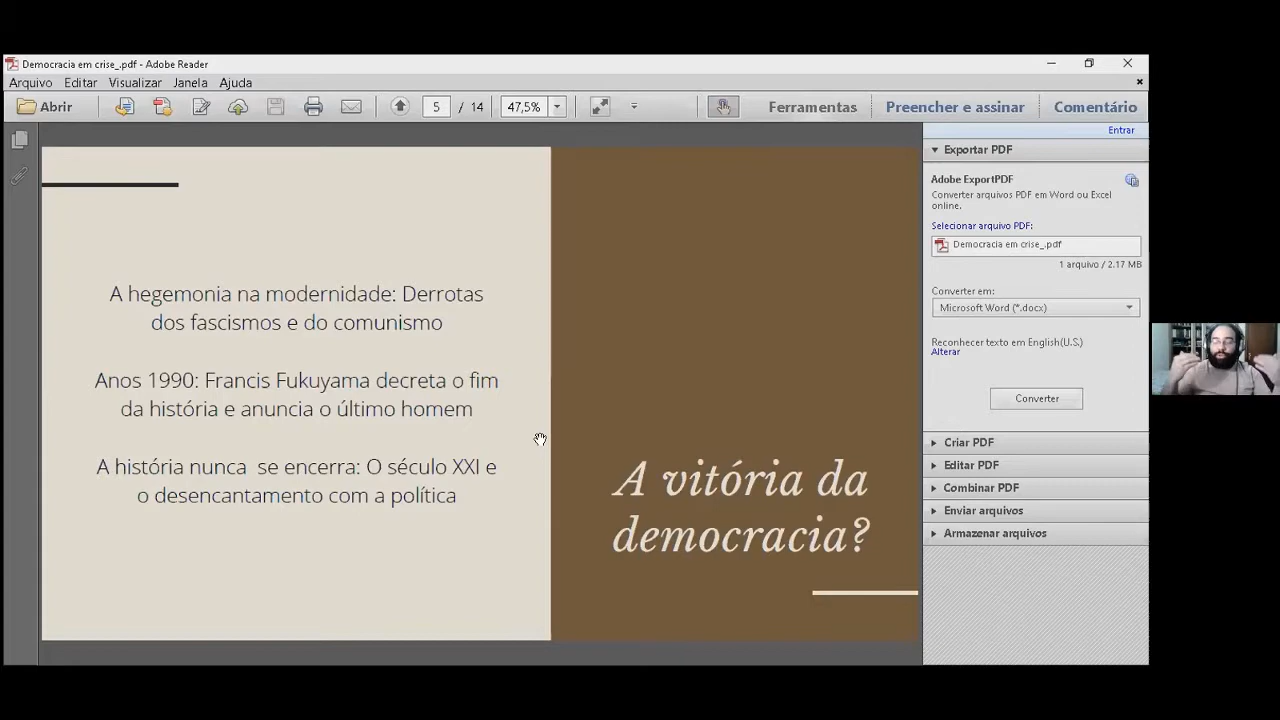 Democracia em crise_.pdf - Adobe Reader
Arquivo Editar Visualizar Janela Ajuda
Abrir 5 / 14 47,5% Ferramentas Preencher e assinar Comentário
Entrar
A hegemonia na modernidade: Derrotas
dos fascismos e do comunismo
Anos 1990: Francis Fukuyama decreta o fim
da história e anuncia o último homem
A história nunca se encerra: O século XXI e
o desencantamento com a política
A vitória da
democracia?
Exportar PDF
Adobe ExportPDF
Converter arquivos PDF em Word ou Excel
online.
Selecionar arquivo PDF:
Democracia em crise_.pdf
1 arquivo / 2.17 MB
Converter em:
Microsoft Word (*.docx)
Reconhecer texto em English(U.S.)
Alterar
Converter
Criar PDF
Editar PDF
Combinar PDF
Enviar arquivos
Armazenar arquivos